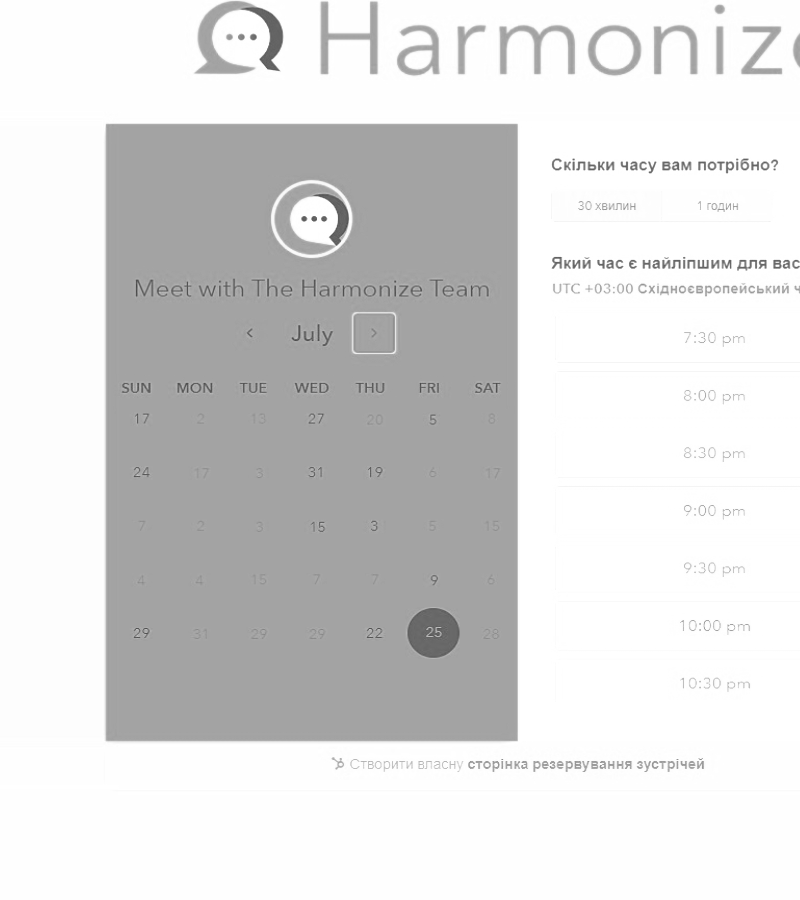 Harmonize
Meet with The Harmonize Team
July
SUN MON TUE WED THU FRI SAT
17 2 13 27 20 5 8
24 17 3 31 19 6 17
7 2 3 15 3 5 15
4 4 15 7 7 9 6
29 31 29 29 22 25 28
Скільки часу вам потрібно?
30 хвилин 1 годин
Який час є найліпшим для вас
UTC +03:00 Східноєвропейський ч
7:30 pm
8:00 pm
8:30 pm
9:00 pm
9:30 pm
10:00 pm
10:30 pm
Створити власну сторінка резервування зустрічей